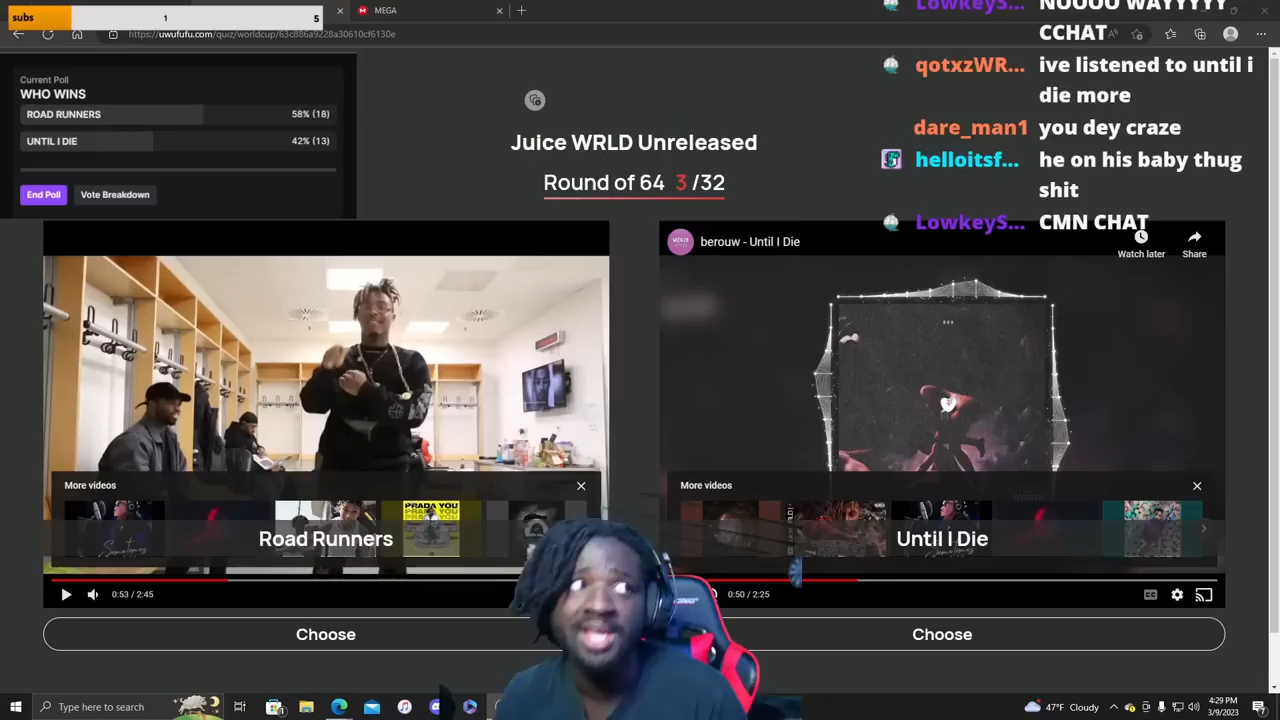 subs 1 5
MEGA
https://uwufufu.com/quiz/worldcup/63c886a9228a30610cf6130e
Current Poll
WHO WINS
ROAD RUNNERS 58% (18)
UNTIL I DIE 42% (13)
End Poll Vote Breakdown
Juice WRLD Unreleased
Round of 64 3 /32
LowkeyS... NOOOO WAYYYYY
CCHAT
qotxzWR... ive listened to until i
die more
dare_man1 you dey craze
helloitsf... he on his baby thug
shit
LowkeyS... CMN CHAT
berouw - Until I Die
Watch later Share
More videos
PRADA YOU
Road Runners
0:53 / 2:45
More videos
Until I Die
0:50 / 2:25
Choose
Choose
Type here to search
47°F Cloudy
4:29 PM
3/9/2023